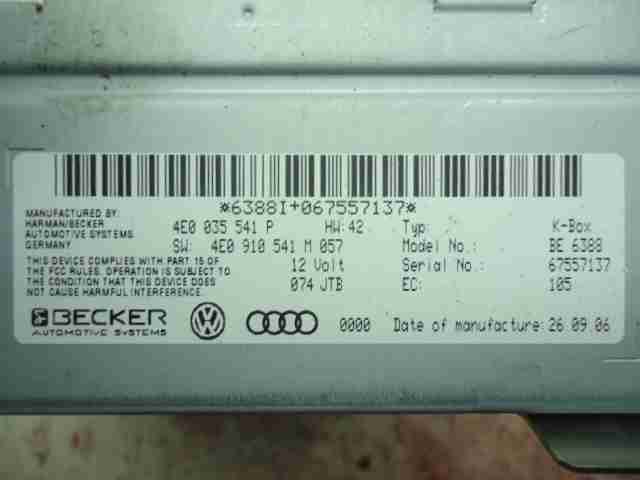 *6388I+067557137*
MANUFACTURED BY:
HARMAN/BECKER
AUTOMOTIVE SYSTEMS
GERMANY
4E0 035 541 P HW: 42 Typ: K-Box
SW: 4E0 910 541 M 057 Model No.: BE 6388
THIS DEVICE COMPLIES WITH PART 15 OF
THE FCC RULES. OPERATION IS SUBJECT TO
THE CONDITION THAT THIS DEVICE DOES
NOT CAUSE HARMFUL INTERFERENCE.
12 Volt Serial No.: 67557137
074 JTB EC: 105
BECKER
AUTOMOTIVE SYSTEMS
0000 Date of manufacture: 26.09.06